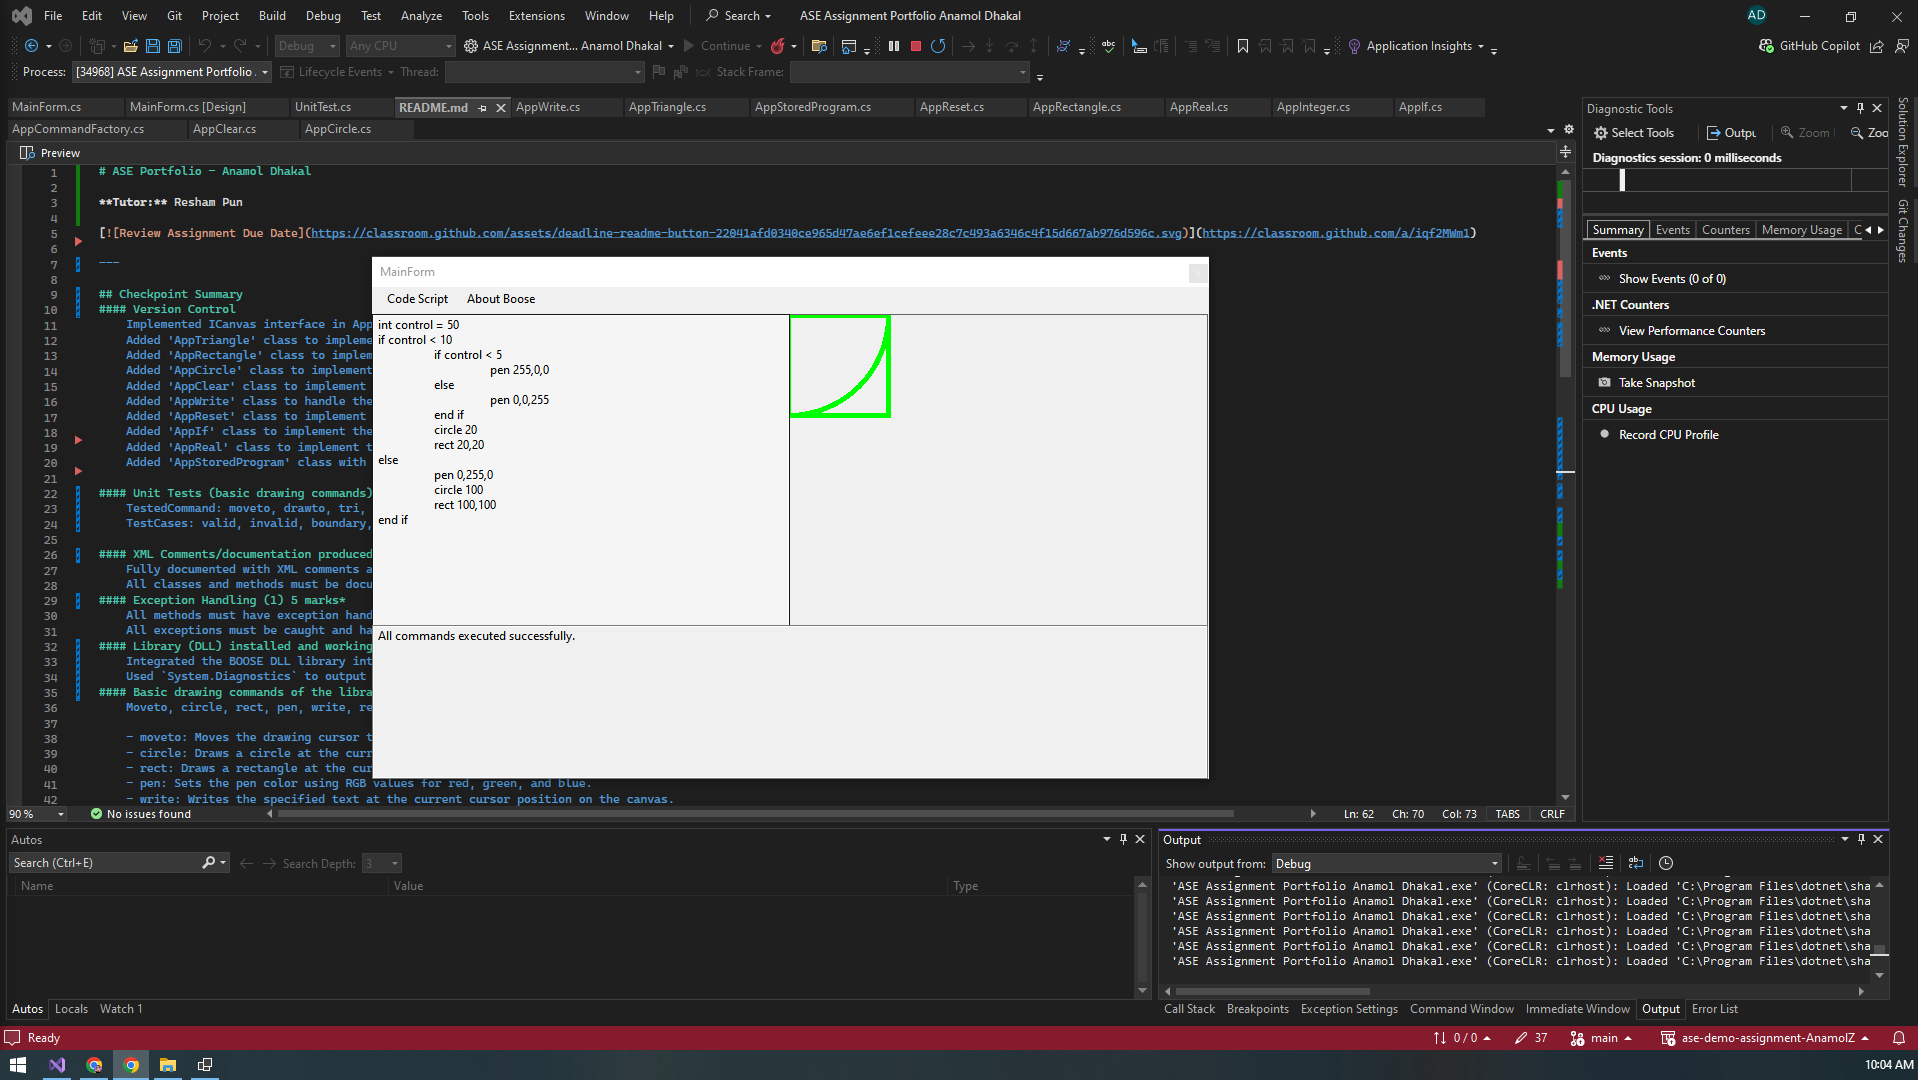 File Edit View Git Project Build Debug Test Analyze Tools Extensions Window Help Search ASE Assignment Portfolio Anamol Dhakal AD
Debug Any CPU ASE Assignment... Anamol Dhakal Continue Application Insights GitHub Copilot
Process: [34968] ASE Assignment Portfolio . Lifecycle Events Thread: Stack Frame:
MainForm.cs MainForm.cs [Design] UnitTest.cs README.md AppWrite.cs AppTriangle.cs AppStoredProgram.cs AppReset.cs AppRectangle.cs AppReal.cs AppInteger.cs AppIf.cs
AppCommandFactory.cs AppClear.cs AppCircle.cs
Preview
1 # ASE Portfolio - Anamol Dhakal
2
3 **Tutor:** Resham Pun
4
5 [![Review Assignment Due Date](https://classroom.github.com/assets/deadline-readme-button-22041afd0340ce965d47ae6ef1cefeee28c7c493a6346c4f15d667ab976d596c.svg)](https://classroom.github.com/a/iqf2MWm1)
6
7 ---
8
9 ## Checkpoint Summary
10 #### Version Control
11 Implemented ICanvas interface in App
12 Added 'AppTriangle' class to impleme
13 Added 'AppRectangle' class to implem
14 Added 'AppCircle' class to implement
15 Added 'AppClear' class to implement
16 Added 'AppWrite' class to handle the
17 Added 'AppReset' class to implement
18 Added 'AppIf' class to implement the
19 Added 'AppReal' class to implement t
20 Added 'AppStoredProgram' class with
21
22 #### Unit Tests (basic drawing commands)
23 TestedCommand: moveto, drawto, tri,
24 TestCases: valid, invalid, boundary,
25
26 #### XML Comments/documentation produced
27 Fully documented with XML comments a
28 All classes and methods must be docu
29 #### Exception Handling (1) 5 marks*
30 All methods must have exception hand
31 All exceptions must be caught and ha
32 #### Library (DLL) installed and working
33 Integrated the BOOSE DLL library int
34 Used `System.Diagnostics` to output
35 #### Basic drawing commands of the libra
36 Moveto, circle, rect, pen, write, re
37
38 - moveto: Moves the drawing cursor t
39 - circle: Draws a circle at the curr
40 - rect: Draws a rectangle at the cur
41 - pen: Sets the pen color using RGB values for red, green, and blue.
42 - write: Writes the specified text at the current cursor position on the canvas.
MainForm
Code Script About Boose
int control = 50
if control < 10
if control < 5
pen 255,0,0
else
pen 0,0,255
end if
circle 20
rect 20,20
else
pen 0,255,0
circle 100
rect 100,100
end if
All commands executed successfully.
90 % No issues found Ln: 62 Ch: 70 Col: 73 TABS CRLF
Diagnostic Tools
Select Tools Outpu Zoom Zoo
Diagnostics session: 0 milliseconds
Summary Events Counters Memory Usage C
Events
Show Events (0 of 0)
.NET Counters
View Performance Counters
Memory Usage
Take Snapshot
CPU Usage
Record CPU Profile
Solution Explorer
Git Changes
Autos
Search (Ctrl+E) Search Depth: 3
Name Value Type
Autos Locals Watch 1
Output
Show output from: Debug
'ASE Assignment Portfolio Anamol Dhakal.exe' (CoreCLR: clrhost): Loaded 'C:\Program Files\dotnet\sha
'ASE Assignment Portfolio Anamol Dhakal.exe' (CoreCLR: clrhost): Loaded 'C:\Program Files\dotnet\sha
'ASE Assignment Portfolio Anamol Dhakal.exe' (CoreCLR: clrhost): Loaded 'C:\Program Files\dotnet\sha
'ASE Assignment Portfolio Anamol Dhakal.exe' (CoreCLR: clrhost): Loaded 'C:\Program Files\dotnet\sha
'ASE Assignment Portfolio Anamol Dhakal.exe' (CoreCLR: clrhost): Loaded 'C:\Program Files\dotnet\sha
'ASE Assignment Portfolio Anamol Dhakal.exe' (CoreCLR: clrhost): Loaded 'C:\Program Files\dotnet\sha
Call Stack Breakpoints Exception Settings Command Window Immediate Window Output Error List
Ready 0 / 0 37 main ase-demo-assignment-AnamolZ
10:04 AM